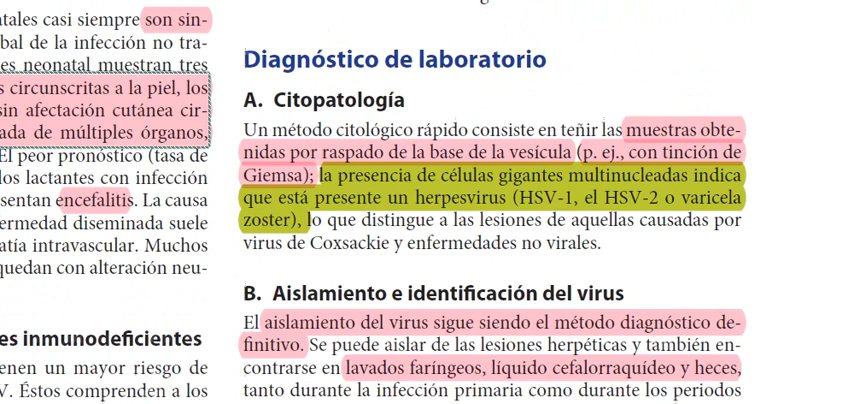 ntales casi siempre son sin-
bal de la infección no tra-
es neonatal muestran tres
s circunscritas a la piel, los
sin afectación cutánea cir-
ada de múltiples órganos,
El peor pronóstico (tasa de
los lactantes con infección
sentan encefalitis. La causa
fermedad diseminada suele
atía intravascular. Muchos
quedan con alteración neu-
es inmunodeficientes
enen un mayor riesgo de
V. Éstos comprenden a los
Diagnóstico de laboratorio
A. Citopatología
Un método citológico rápido consiste en teñir las muestras obte-
nidas por raspado de la base de la vesícula (p. ej., con tinción de
Giemsa); la presencia de células gigantes multinucleadas indica
que está presente un herpesvirus (HSV-1, el HSV-2 o varicela
zoster), lo que distingue a las lesiones de aquellas causadas por
virus de Coxsackie y enfermedades no virales.
B. Aislamiento e identificación del virus
El aislamiento del virus sigue siendo el método diagnóstico de-
finitivo. Se puede aislar de las lesiones herpéticas y también en-
contrarse en lavados faríngeos, líquido cefalorraquídeo y heces,
tanto durante la infección primaria como durante los periodos